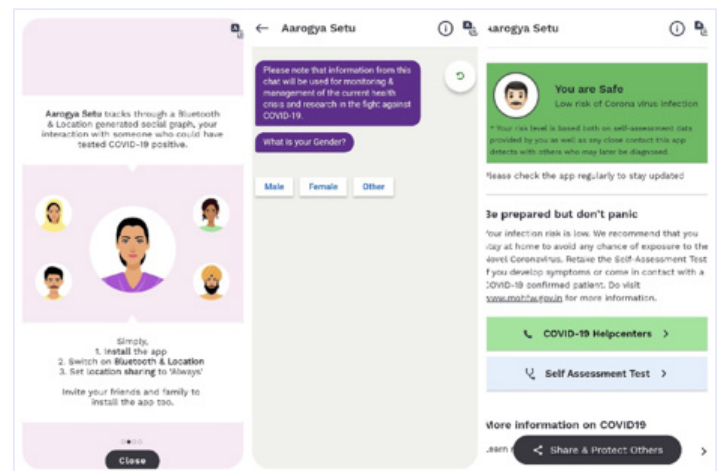 Aarogya Setu tracks through a Bluetooth
& Location generated social graph, your
interaction with someone who could have
tested COVID-19 positive.
Simply,
1. Install the app
2. Switch on Bluetooth & Location
3. Set location sharing to 'Always'
Invite your friends and family to
install the app too.
Close
Aarogya Setu
Please note that information from this
chat will be used for monitoring &
management of the current health
crisis and research in the fight against
COVID-19.
What is your Gender?
Male Female Other
Aarogya Setu
You are Safe
Low risk of Corona virus infection
* Your risk level is based both on self-assessment data
provided by you as well as any close contact this app
detects with others who may later be diagnosed
Please check the app regularly to stay updated
Be prepared but don't panic
Your infection risk is low. We recommend that you
stay at home to avoid any chance of exposure to the
Novel Coronavirus. Retake the Self-Assessment Test
if you develop symptoms or come in contact with a
COVID-19 confirmed patient. Do visit
www.mohfw.gov.in for more information.
COVID-19 Helpcenters >
Self Assessment Test >
More information on COVID19
Learn
Share & Protect Others